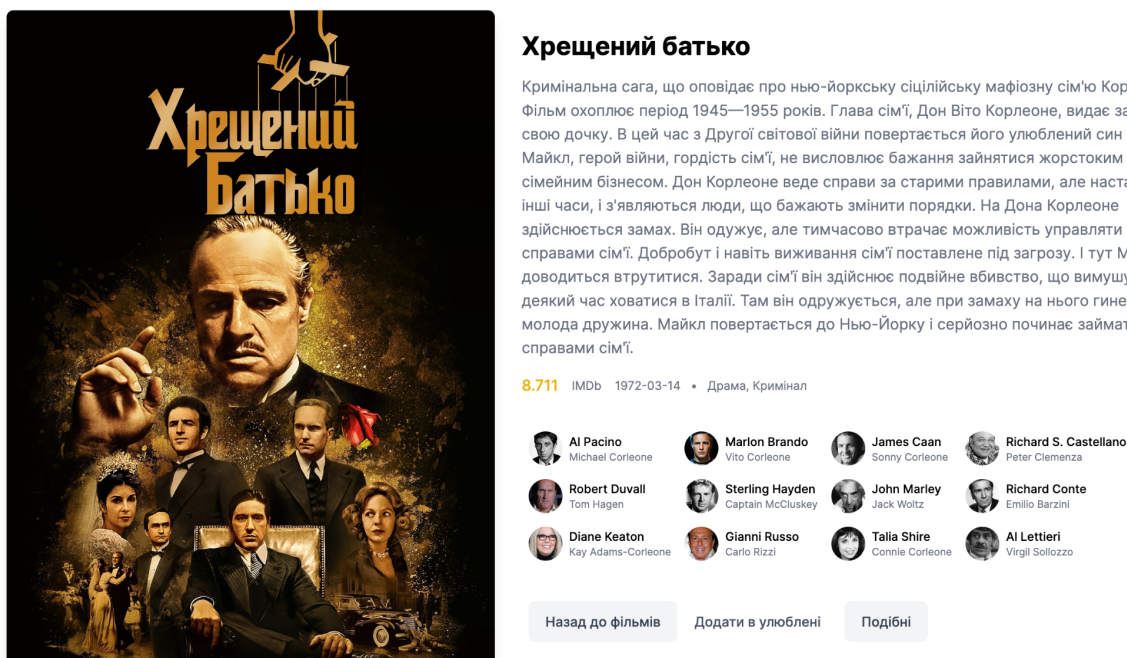 Хрещений
Батько
Хрещений батько
Кримінальна сага, що оповідає про нью-йоркську сіцілійську мафіозну сім'ю Кор
Фільм охоплює період 1945—1955 років. Глава сім'ї, Дон Віто Корлеоне, видає за
свою дочку. В цей час з Другої світової війни повертається його улюблений син
Майкл, герой війни, гордість сім'ї, не висловлює бажання зайнятися жорстоким
сімейним бізнесом. Дон Корлеоне веде справи за старими правилами, але наста
інші часи, і з'являються люди, що бажають змінити порядки. На Дона Корлеоне
здійснюється замах. Він одужує, але тимчасово втрачає можливість управляти
справами сім'ї. Добробут і навіть виживання сім'ї поставлене під загрозу. І тут М
доводиться втрутитися. Заради сім'ї він здійснює подвійне вбивство, що вимушу
деякий час ховатися в Італії. Там він одружується, але при замаху на нього гине
молода дружина. Майкл повертається до Нью-Йорку і серйозно починає займат
справами сім'ї.
8.711 IMDb 1972-03-14 • Драма, Кримінал
Al Pacino Marlon Brando James Caan Richard S. Castellano
Michael Corleone Vito Corleone Sonny Corleone Peter Clemenza
Robert Duvall Sterling Hayden John Marley Richard Conte
Tom Hagen Captain McCluskey Jack Woltz Emilio Barzini
Diane Keaton Gianni Russo Talia Shire Al Lettieri
Kay Adams-Corleone Carlo Rizzi Connie Corleone Virgil Sollozzo
Назад до фільмів Додати в улюблені Подібні